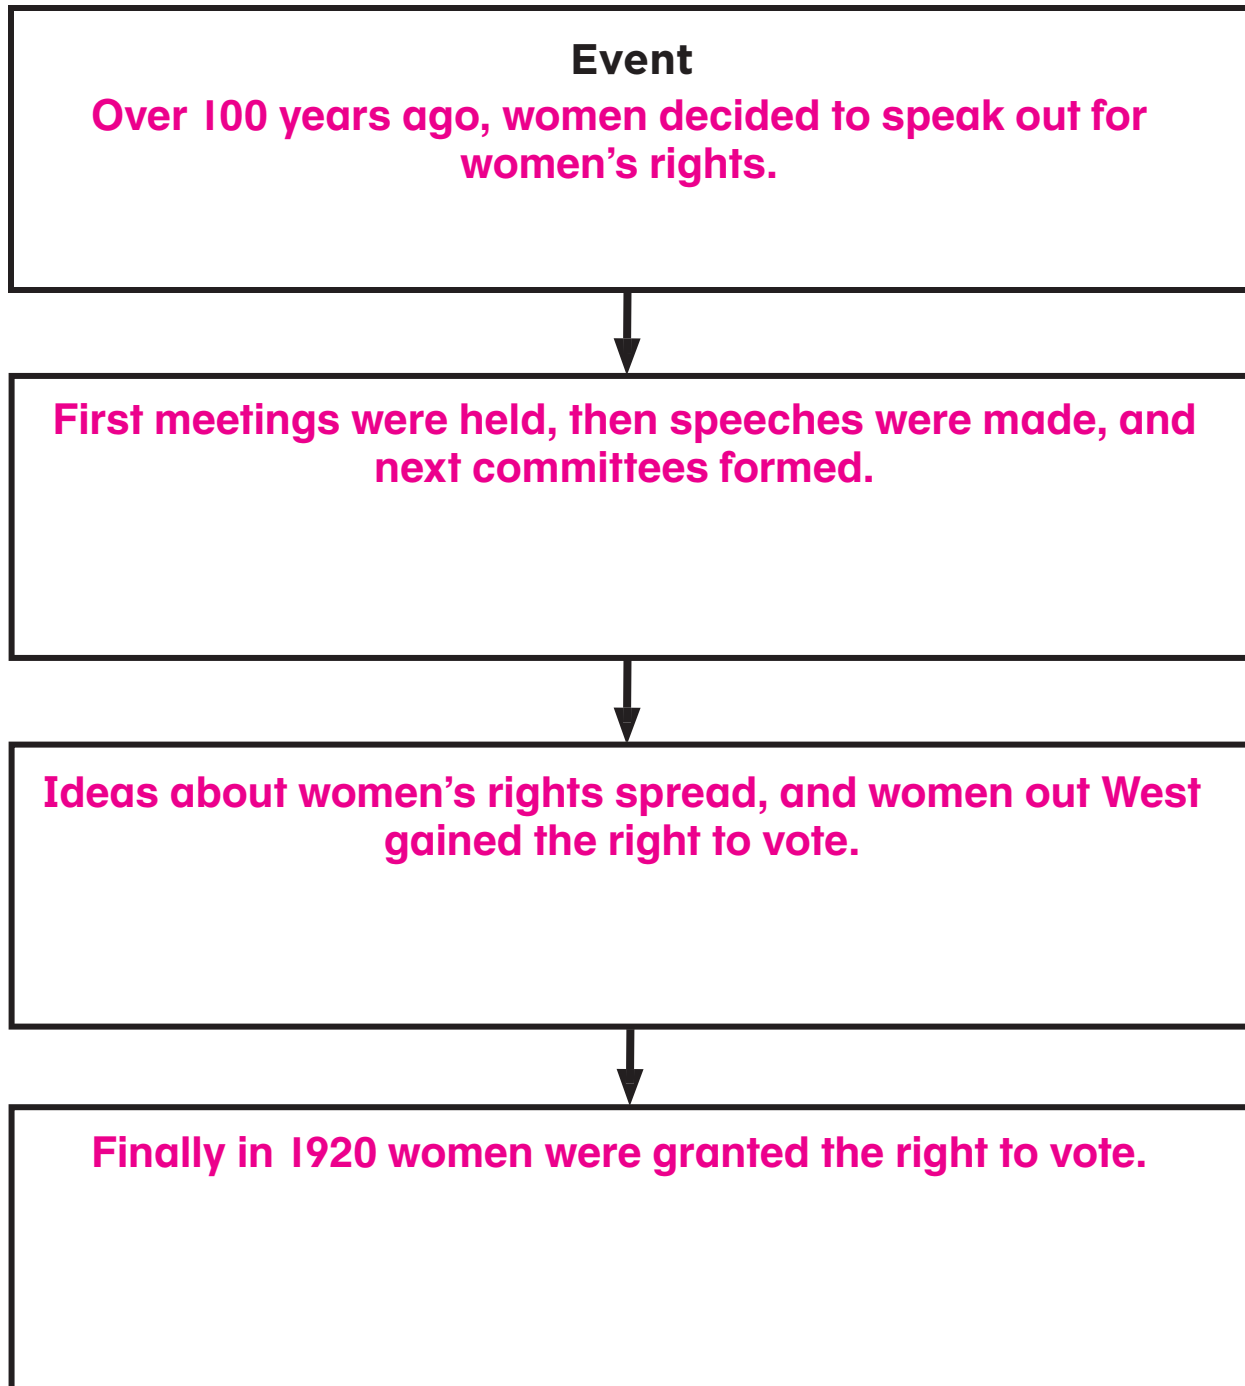 Event
Over 100 years ago, women decided to speak out for
women’s rights.
First meetings were held, then speeches were made, and
next committees formed.
Ideas about women’s rights spread, and women out West
gained the right to vote.
Finally in 1920 women were granted the right to vote.